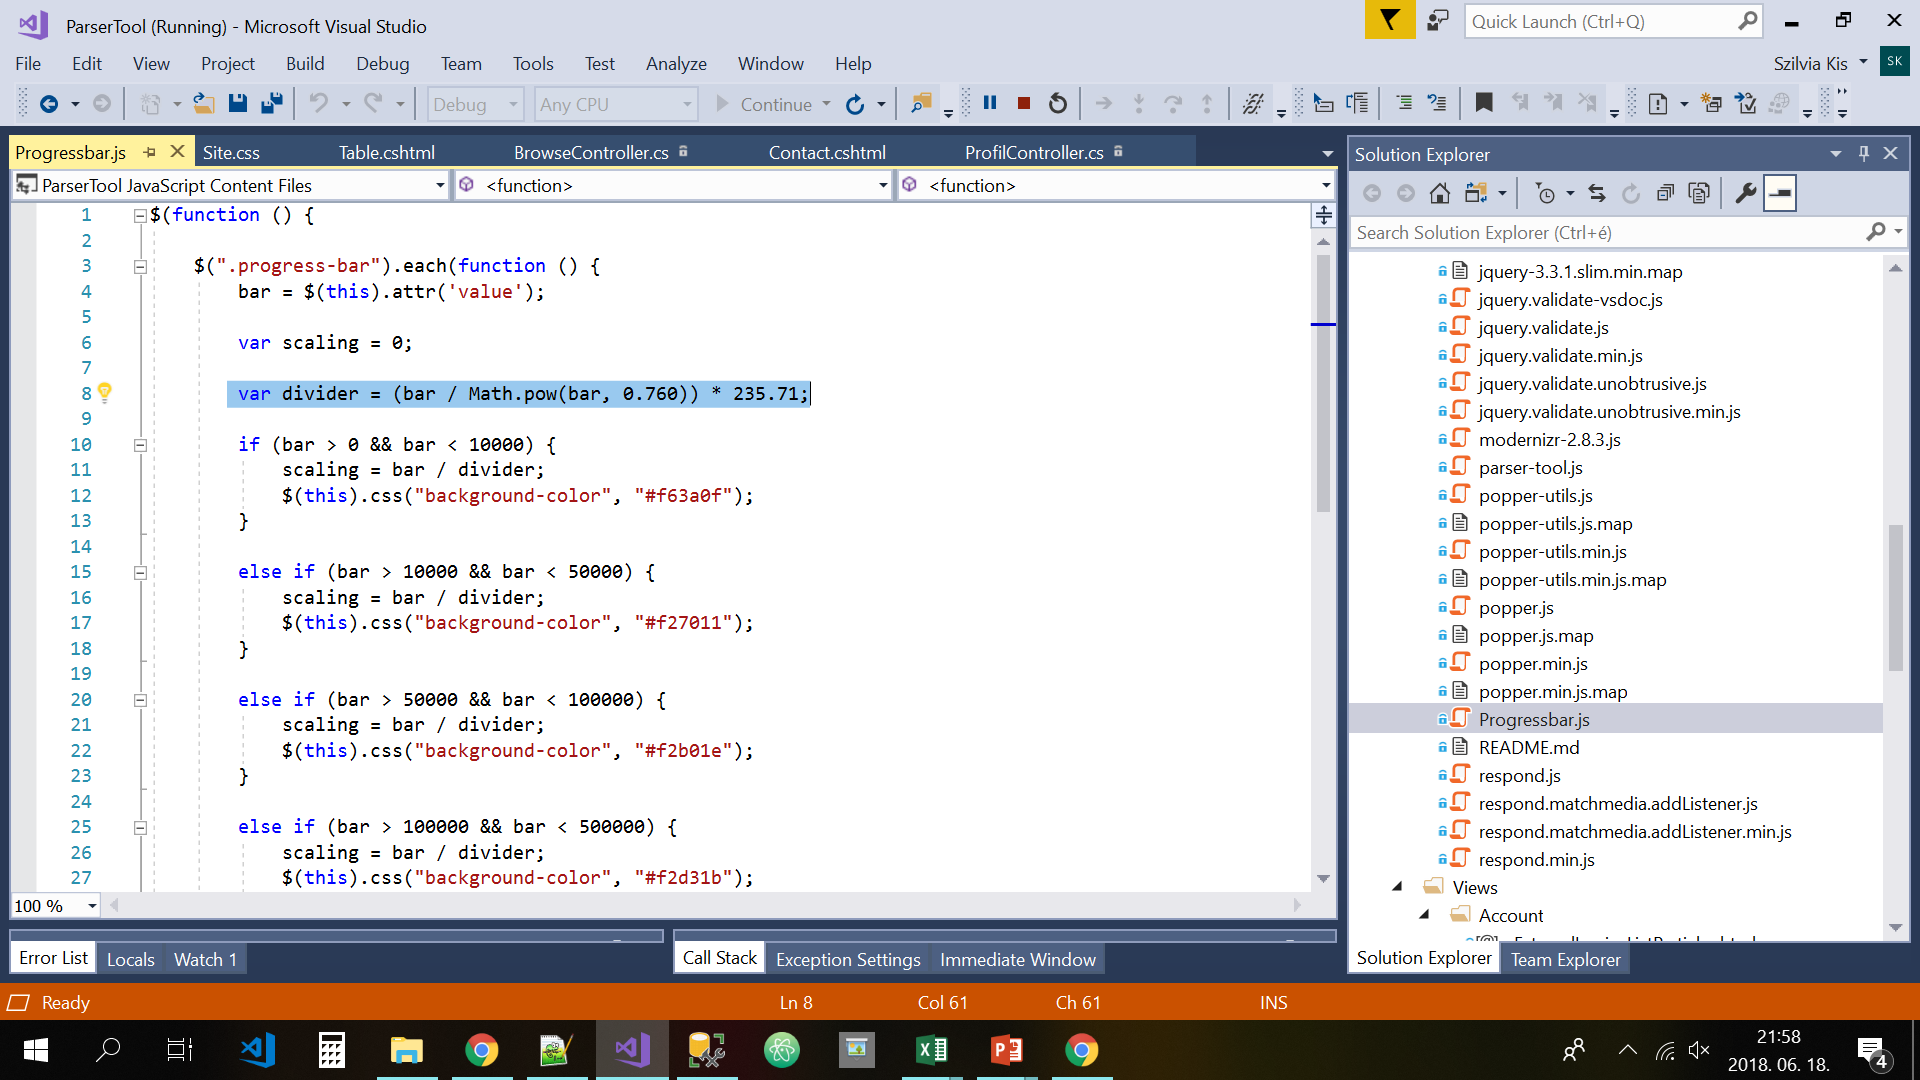 ParserTool (Running) - Microsoft Visual Studio
Quick Launch (Ctrl+Q)
File Edit View Project Build Debug Team Tools Test Analyze Window Help
Szilvia Kis SK
Debug Any CPU Continue
Progressbar.js Site.css Table.cshtml BrowseController.cs Contact.cshtml ProfilController.cs
ParserTool JavaScript Content Files <function> <function>
1 $(function () {
2
3 $(".progress-bar").each(function () {
4 bar = $(this).attr('value');
5
6 var scaling = 0;
7
8 var divider = (bar / Math.pow(bar, 0.760)) * 235.71;
9
10 if (bar > 0 && bar < 10000) {
11 scaling = bar / divider;
12 $(this).css("background-color", "#f63a0f");
13 }
14
15 else if (bar > 10000 && bar < 50000) {
16 scaling = bar / divider;
17 $(this).css("background-color", "#f27011");
18 }
19
20 else if (bar > 50000 && bar < 100000) {
21 scaling = bar / divider;
22 $(this).css("background-color", "#f2b01e");
23 }
24
25 else if (bar > 100000 && bar < 500000) {
26 scaling = bar / divider;
27 $(this).css("background-color", "#f2d31b");
100 %
Solution Explorer
Search Solution Explorer (Ctrl+é)
jquery-3.3.1.slim.min.map
jquery.validate-vsdoc.js
jquery.validate.js
jquery.validate.min.js
jquery.validate.unobtrusive.js
jquery.validate.unobtrusive.min.js
modernizr-2.8.3.js
parser-tool.js
popper-utils.js
popper-utils.js.map
popper-utils.min.js
popper-utils.min.js.map
popper.js
popper.js.map
popper.min.js
popper.min.js.map
Progressbar.js
README.md
respond.js
respond.matchmedia.addListener.js
respond.matchmedia.addListener.min.js
respond.min.js
Views
Account
Error List Locals Watch 1
Call Stack Exception Settings Immediate Window
Solution Explorer Team Explorer
Ready Ln 8 Col 61 Ch 61 INS
21:58
2018. 06. 18.
4